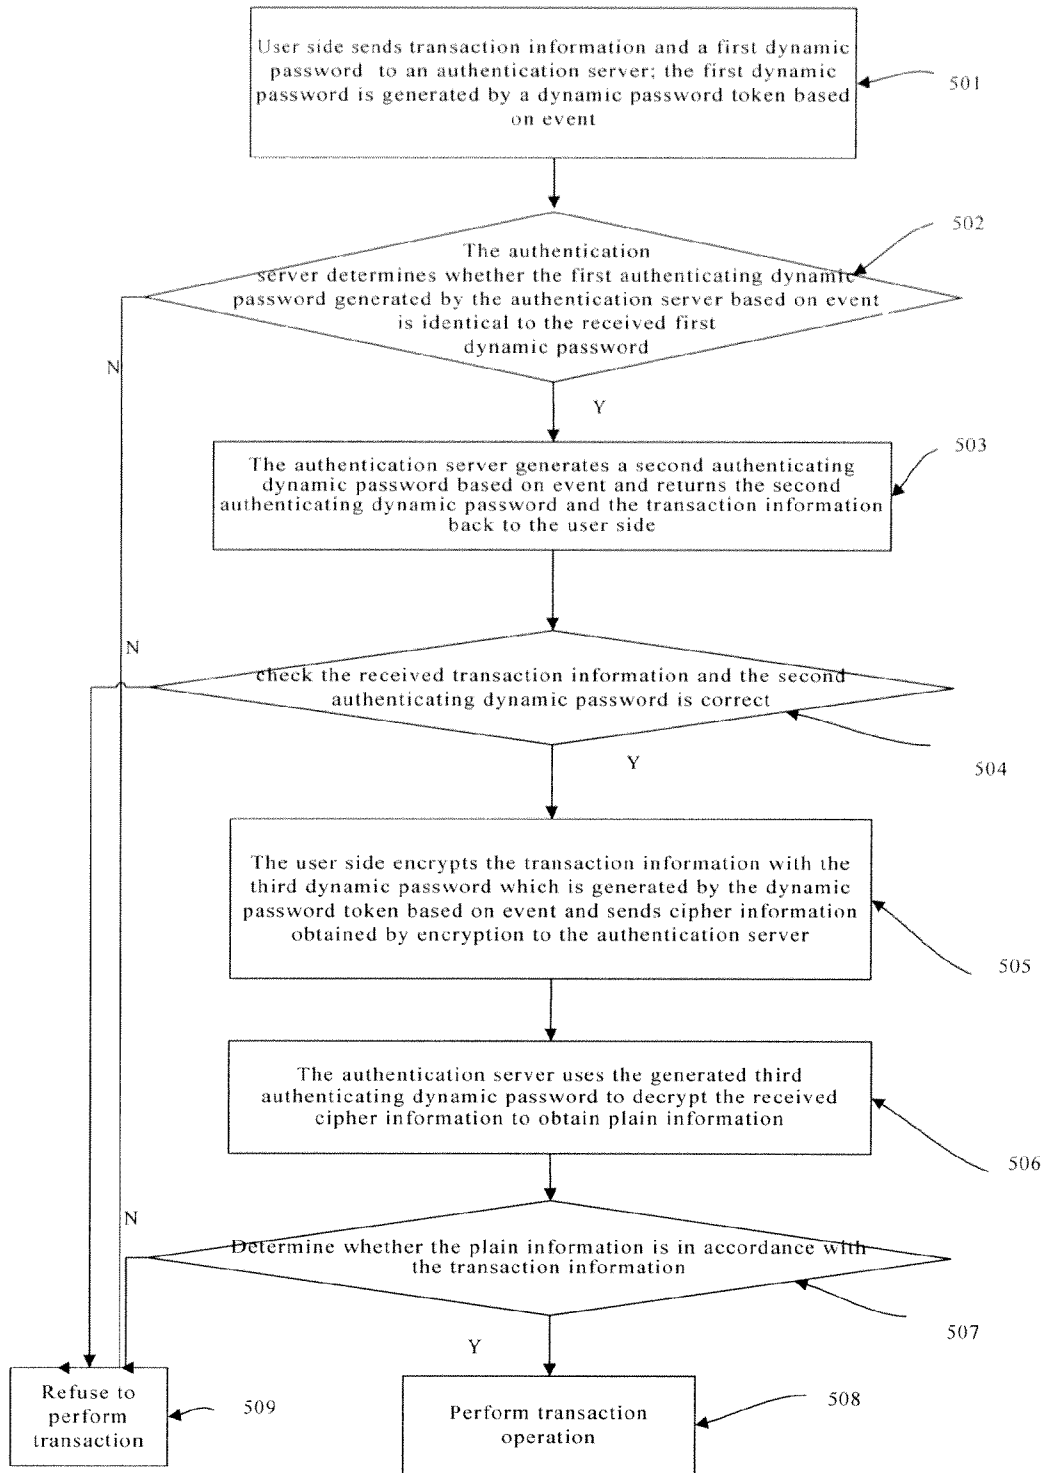 User side sends transaction information and a first dynamic
password to an authentication server; the first dynamic
password is generated by a dynamic password token based
on event
501
502
The authentication
server determines whether the first authenticating dynamic
password generated by the authentication server based on event
is identical to the received first
dynamic password
N
Y
503
The authentication server generates a second authenticating
dynamic password based on event and returns the second
authenticating dynamic password and the transaction information
back to the user side
N
check the received transaction information and the second
authenticating dynamic password is correct
504
Y
The user side encrypts the transaction information with the
third dynamic password which is generated by the dynamic
password token based on event and sends cipher information
obtained by encryption to the authentication server
505
The authentication server uses the generated third
authenticating dynamic password to decrypt the received
cipher information to obtain plain information
506
N
Determine whether the plain information is in accordance with
the transaction information
507
Y
Refuse to
perform
transaction
509
Perform transaction
operation
508